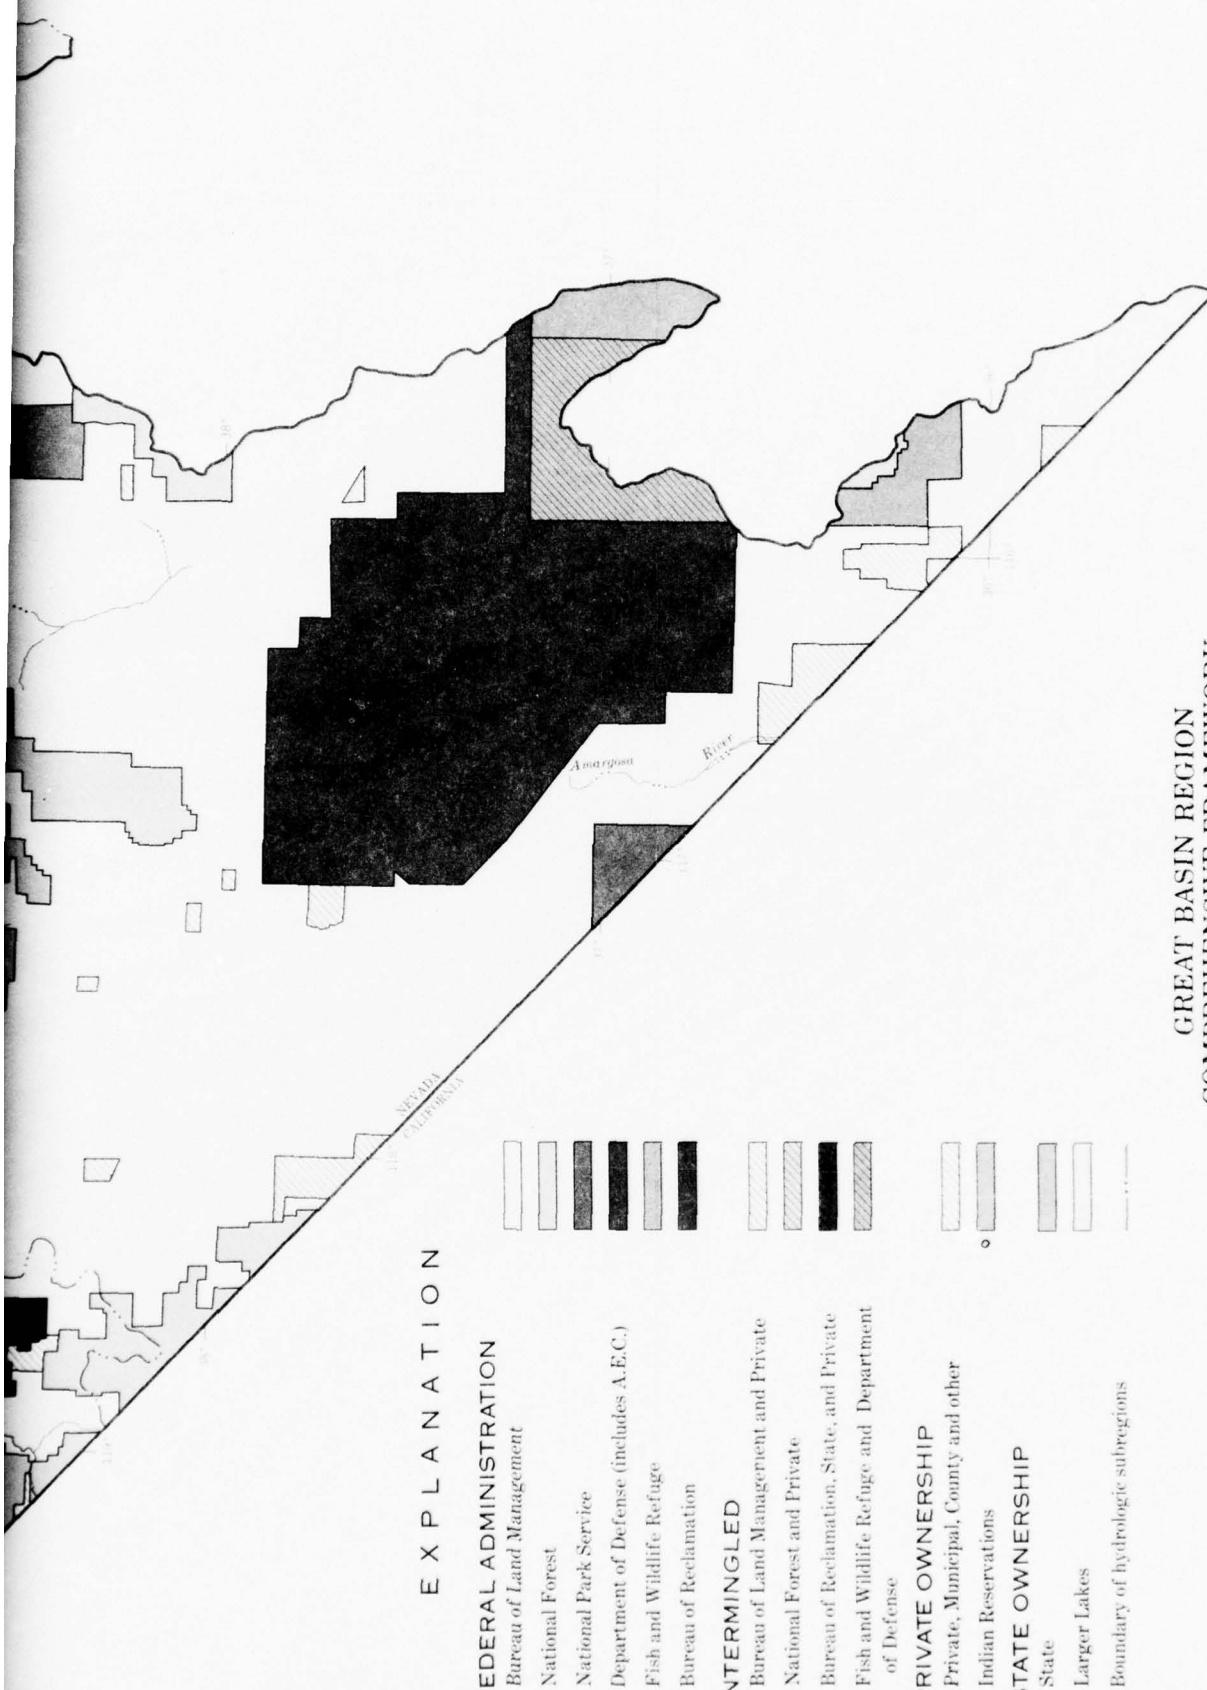 EXPLANATION
EDERAL ADMINISTRATION
Bureau of Land Management
National Forest
National Park Service
Department of Defense (includes A.E.C.)
Fish and Wildlife Refuge
Bureau of Reclamation
NTERMINGLED
Bureau of Land Management and Private
National Forest and Private
Bureau of Reclamation, State, and Private
Fish and Wildlife Refuge and Department
of Defense
RIVATE OWNERSHIP
Private, Municipal, County and other
Indian Reservations
TATE OWNERSHIP
State
Larger Lakes
Boundary of hydrologic subregions
NEVADA
CALIFORNIA
Amargosa
River
38°
GREAT BASIN REGION
COMPREHENSIVE FRAMEWORK